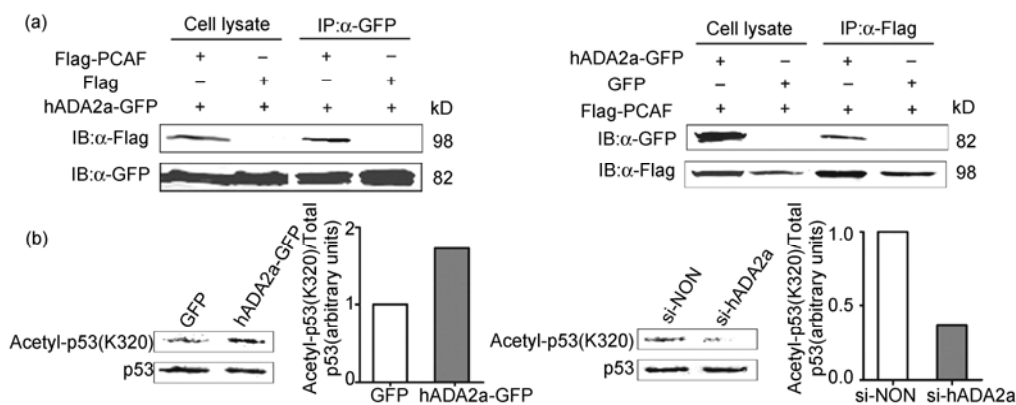 (a)
Cell lysate IP:α-GFP
Flag-PCAF + − + −
Flag − + − +
hADA2a-GFP + + + + kD
IB:α-Flag 98
IB:α-GFP 82
Cell lysate IP:α-Flag
hADA2a-GFP + − + −
GFP − + − +
Flag-PCAF + + + + kD
IB:α-GFP 82
IB:α-Flag 98
(b)
GFP hADA2a-GFP
Acetyl-p53(K320)
p53
Acetyl-p53(K320)/Total
p53(arbitrary units)
2
1
0
GFP hADA2a-GFP
si-NON si-hADA2a
Acetyl-p53(K320)
p53
Acetyl-p53(K320)/Total
p53(arbitrary units)
1.0
0.5
0.0
si-NON si-hADA2a